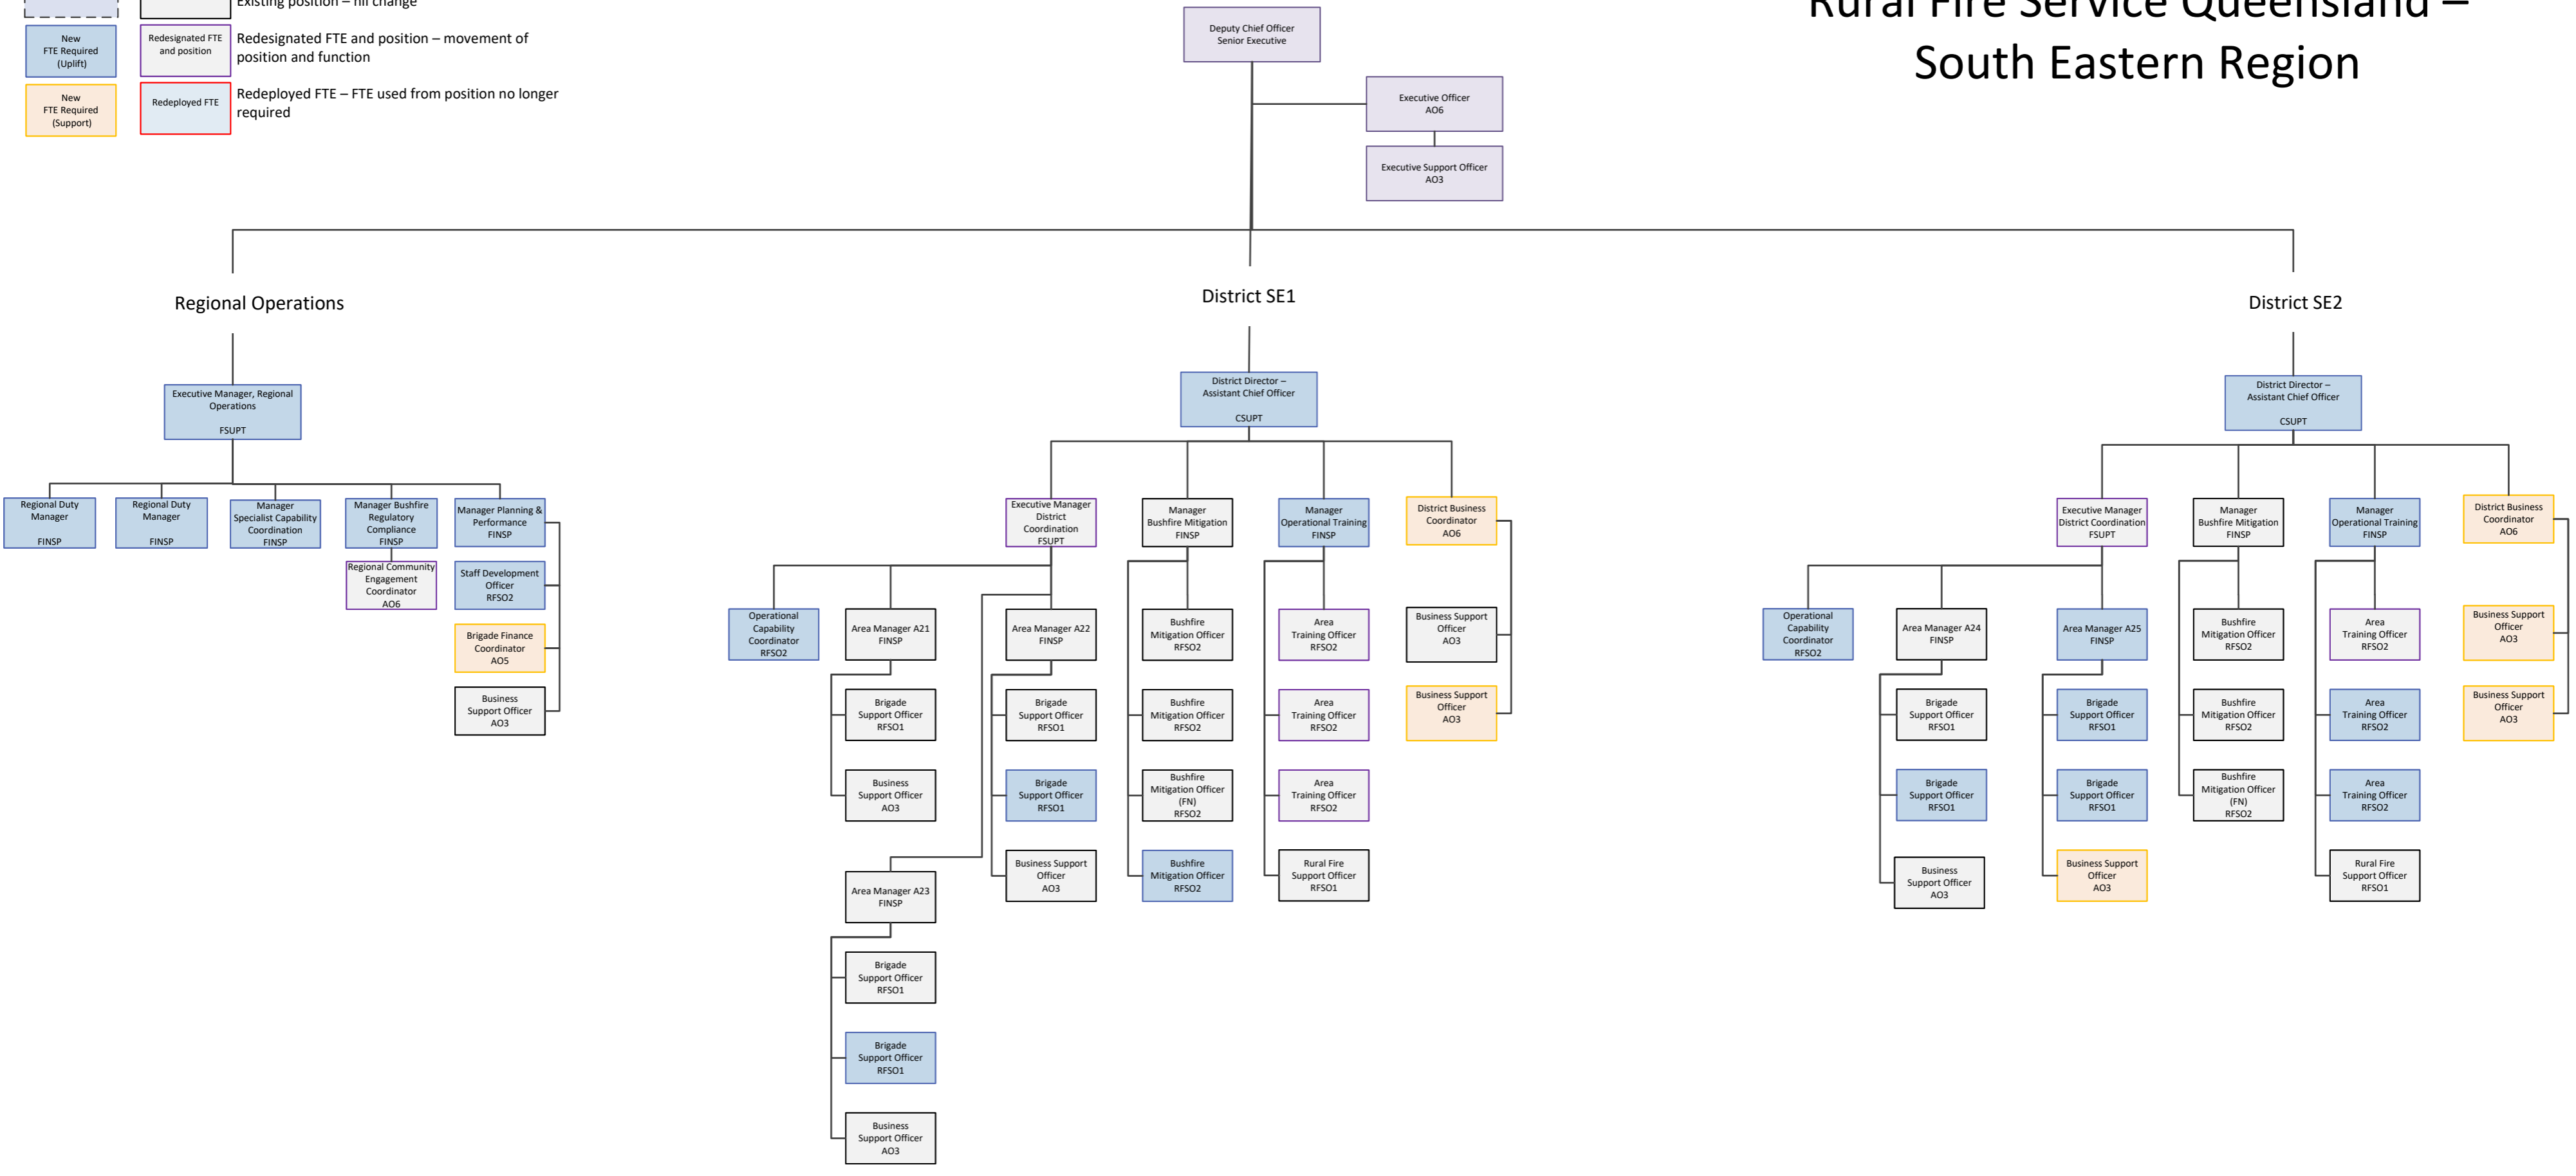 Existing position – nil change
New
FTE Required
(Uplift)
Redesignated FTE
and position
Redesignated FTE and position – movement of
position and function
New
FTE Required
(Support)
Redeployed FTE
Redeployed FTE – FTE used from position no longer
required
Rural Fire Service Queensland –
South Eastern Region
Deputy Chief Officer
Senior Executive
Executive Officer
AO6
Executive Support Officer
AO3
Regional Operations
Executive Manager, Regional
Operations
FSUPT
Regional Duty
Manager
FINSP
Regional Duty
Manager
FINSP
Manager
Specialist Capability
Coordination
FINSP
Manager Bushfire
Regulatory
Compliance
FINSP
Regional Community
Engagement
Coordinator
AO6
Manager Planning &
Performance
FINSP
Staff Development
Officer
RFSO2
Brigade Finance
Coordinator
AO5
Business
Support Officer
AO3
District SE1
District Director –
Assistant Chief Officer
CSUPT
Executive Manager
District
Coordination
FSUPT
Operational
Capability
Coordinator
RFSO2
Area Manager A21
FINSP
Brigade
Support Officer
RFSO1
Business
Support Officer
AO3
Area Manager A23
FINSP
Brigade
Support Officer
RFSO1
Brigade
Support Officer
RFSO1
Business
Support Officer
AO3
Area Manager A22
FINSP
Brigade
Support Officer
RFSO1
Brigade
Support Officer
RFSO1
Business Support
Officer
AO3
Manager
Bushfire Mitigation
FINSP
Bushfire
Mitigation Officer
RFSO2
Bushfire
Mitigation Officer
RFSO2
Bushfire
Mitigation Officer
(FN)
RFSO2
Bushfire
Mitigation Officer
RFSO2
Manager
Operational Training
FINSP
Area
Training Officer
RFSO2
Area
Training Officer
RFSO2
Area
Training Officer
RFSO2
Rural Fire
Support Officer
RFSO1
District Business
Coordinator
AO6
Business Support
Officer
AO3
Business Support
Officer
AO3
District SE2
District Director –
Assistant Chief Officer
CSUPT
Executive Manager
District Coordination
FSUPT
Operational
Capability
Coordinator
RFSO2
Area Manager A24
FINSP
Brigade
Support Officer
RFSO1
Brigade
Support Officer
RFSO1
Business
Support Officer
AO3
Area Manager A25
FINSP
Brigade
Support Officer
RFSO1
Brigade
Support Officer
RFSO1
Business Support
Officer
AO3
Manager
Bushfire Mitigation
FINSP
Bushfire
Mitigation Officer
RFSO2
Bushfire
Mitigation Officer
RFSO2
Bushfire
Mitigation Officer
(FN)
RFSO2
Manager
Operational Training
FINSP
Area
Training Officer
RFSO2
Area
Training Officer
RFSO2
Area
Training Officer
RFSO2
Rural Fire
Support Officer
RFSO1
District Business
Coordinator
AO6
Business Support
Officer
AO3
Business Support
Officer
AO3